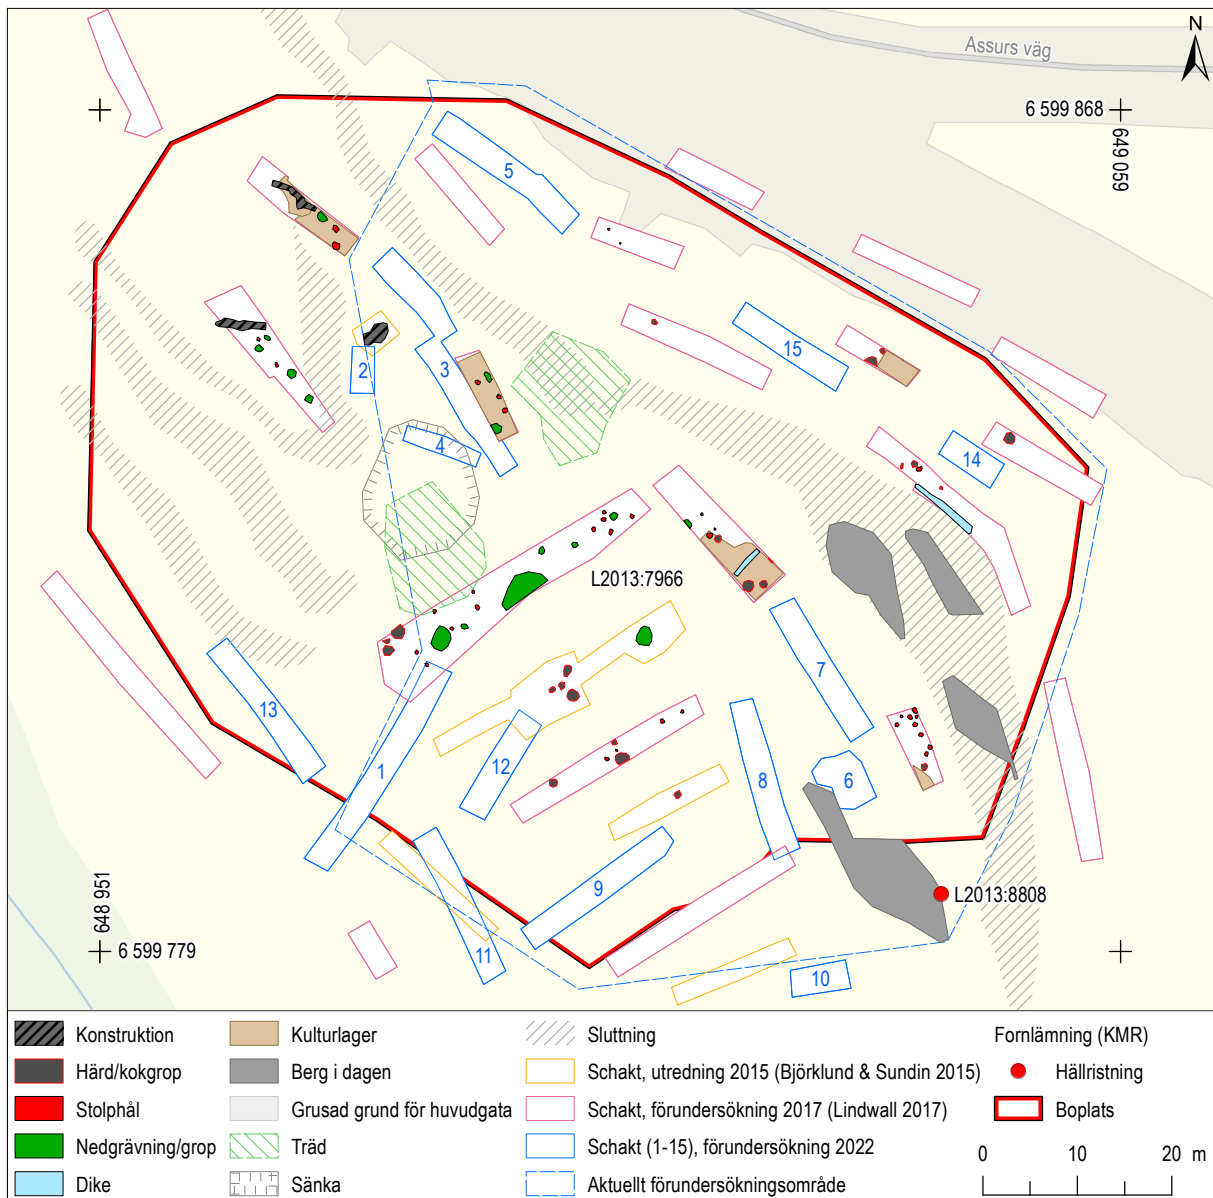 Assurs väg
N
6 599 868
649 059
5
15
2
3
4
14
L2013:7966
7
13
1
12
8
6
9
L2013:8808
11
10
648 951
6 599 779
Konstruktion
Härd/kokgrop
Stolphål
Nedgrävning/grop
Dike
Kulturlager
Berg i dagen
Grusad grund för huvudgata
Träd
Sänka
Sluttning
Schakt, utredning 2015 (Björklund & Sundin 2015)
Schakt, förundersökning 2017 (Lindwall 2017)
Schakt (1-15), förundersökning 2022
Aktuellt förundersökningsområde
Fornlämning (KMR)
Hällristning
Boplats
0 10 20 m